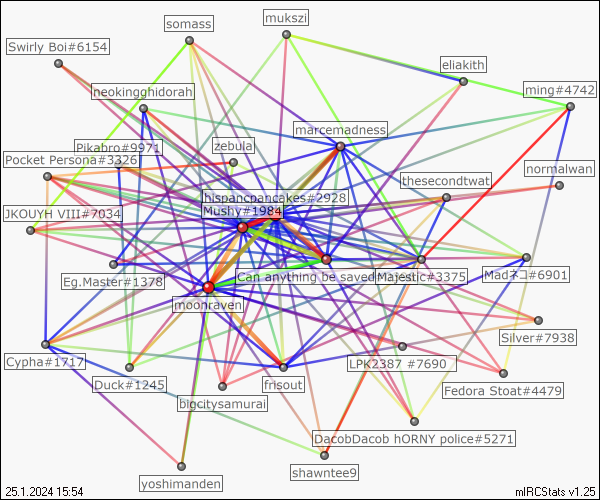 somass
mukszi
Swirly Boi#6154
eliakith
neokingghidorah
ming#4742
marcemadness
Pikabro#9971
zebula
Pocket Persona#3326
normalwan
thesecondtwat
hispancpancakes#2928
JKOUYH VIII#7034
Mushy#1984
Eg.Master#1378
Can anything be saved
Majestic#3375
Madネコ#6901
moonraven
Silver#7938
Cypha#1717
LPK2387 #7690
Duck#1245
frisout
Fedora Stoat#4479
bigcitysamurai
DacobDacob hORNY police#5271
shawntee9
yoshimanden
25.1.2024 15:54
mIRCStats v1.25